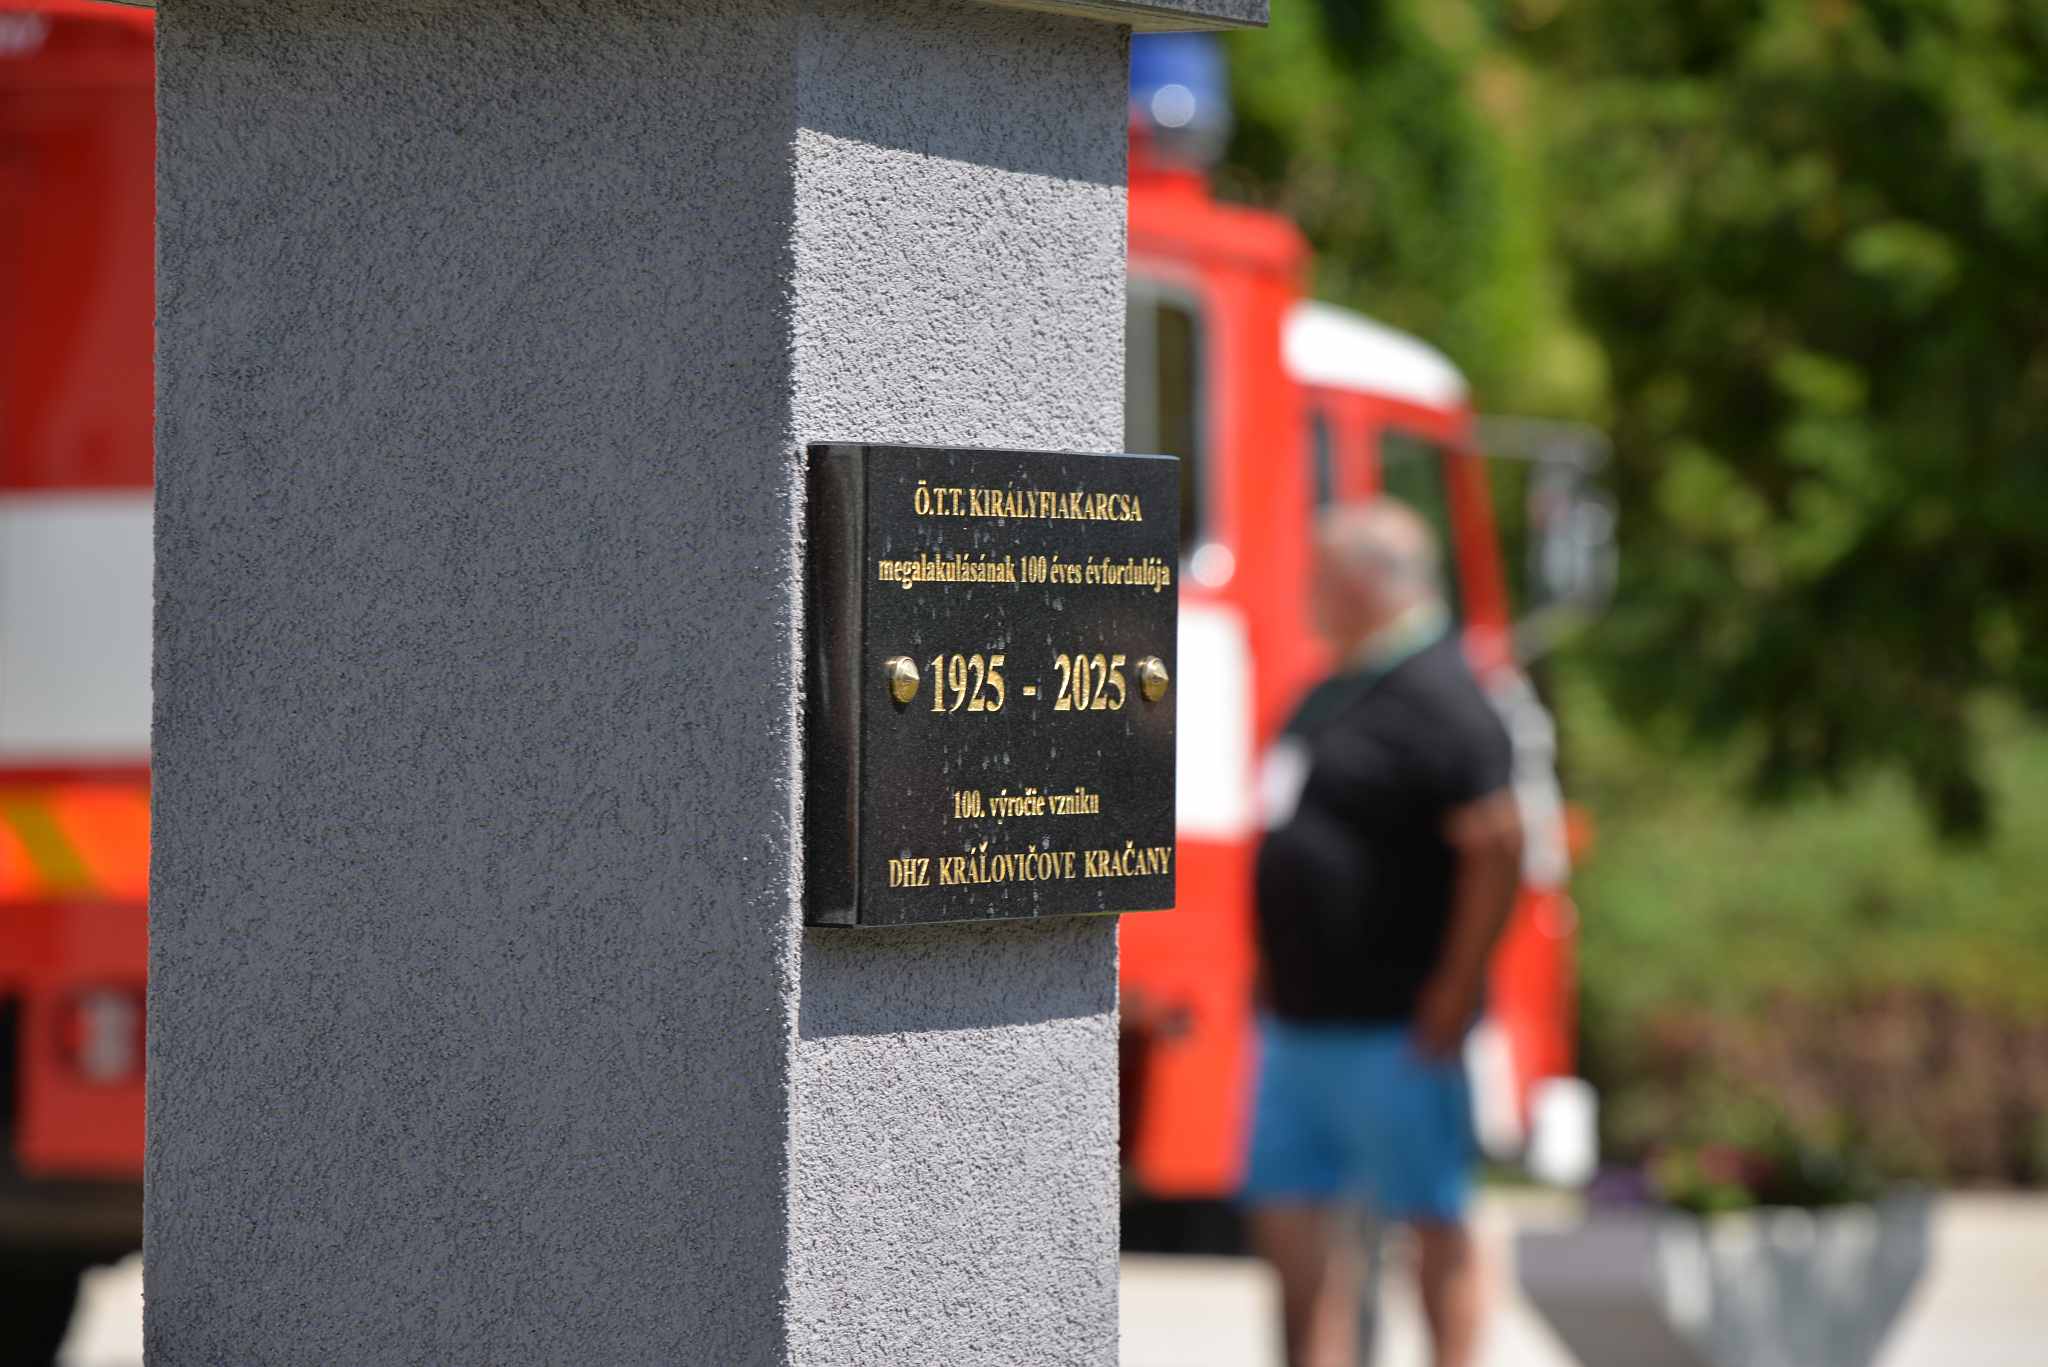 Ö.T.T. KIRÁLYFIAKARCSA
megalakulásának 100 éves évfordulója
1925 - 2025
100. výročie vzniku
DHZ KRÁĽOVIČOVE KRAČANY